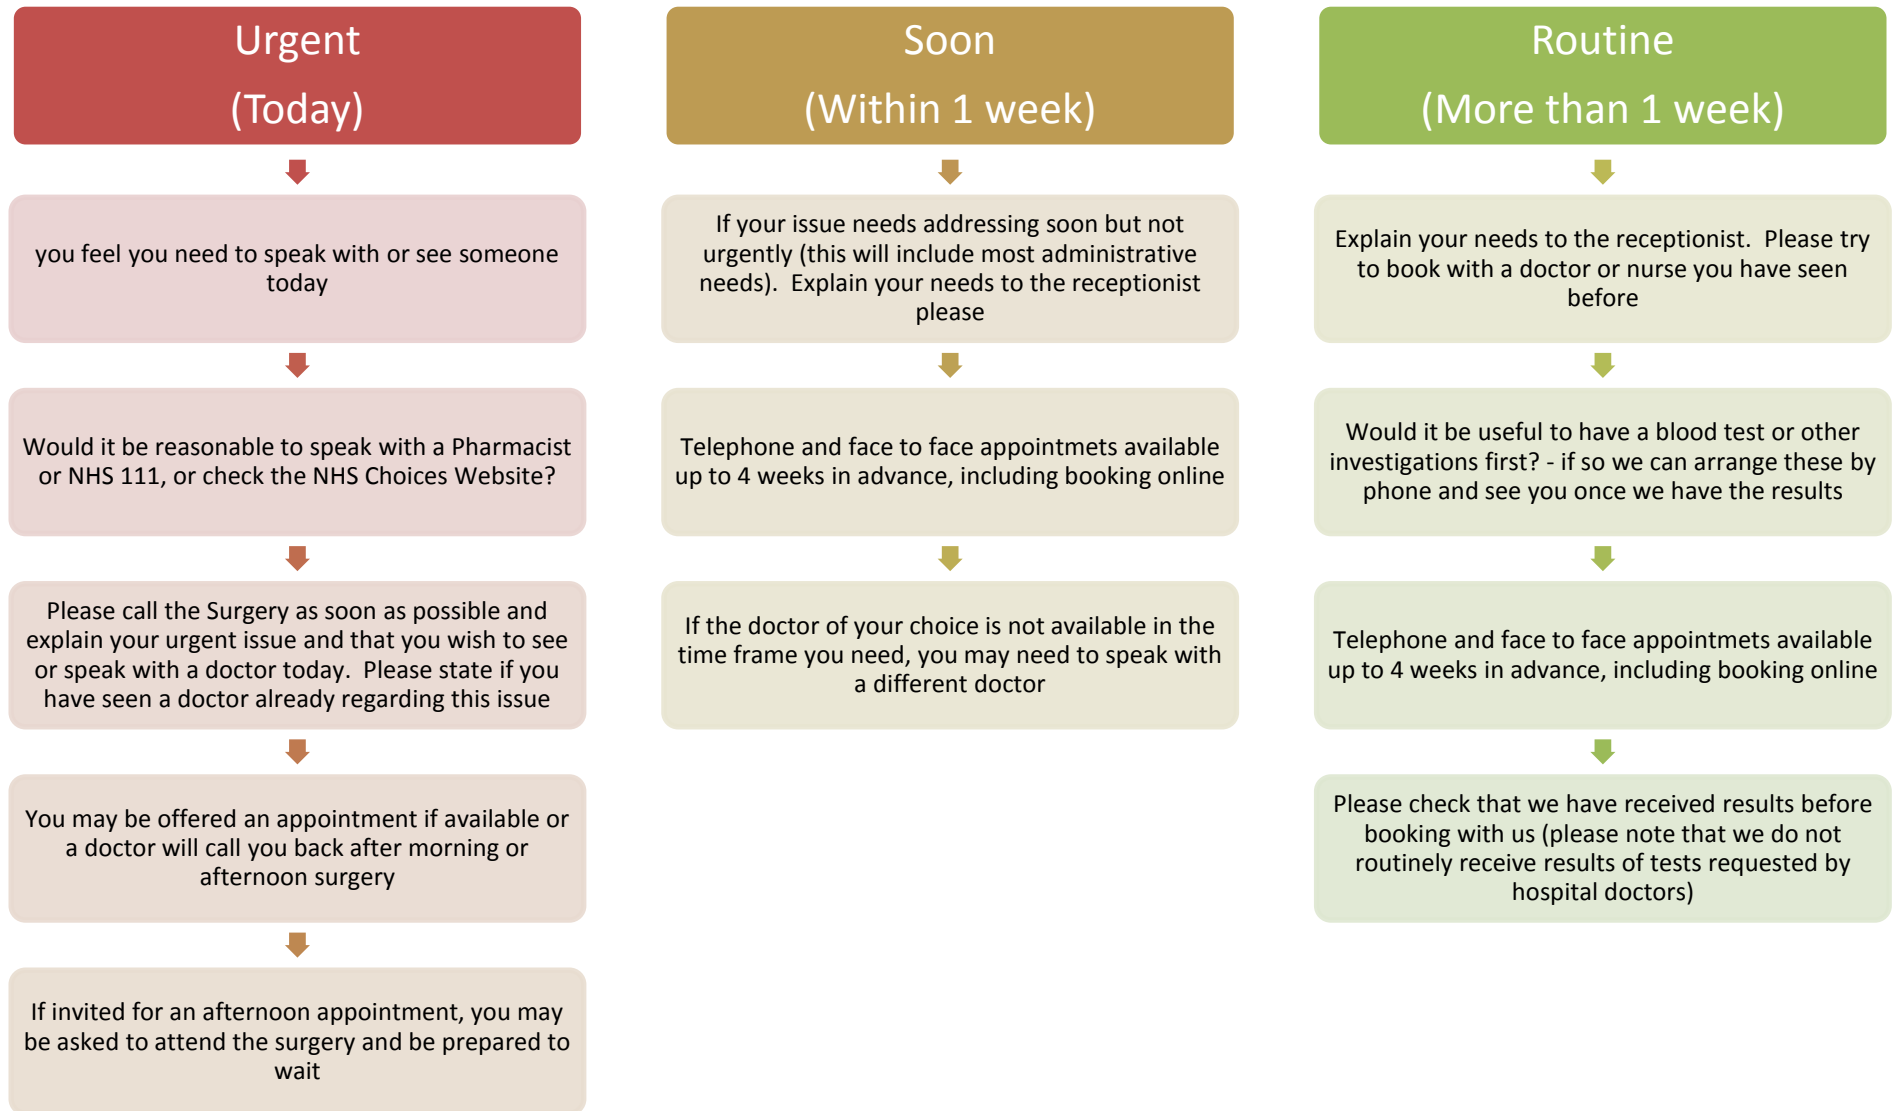 Urgent
(Today)
you feel you need to speak with or see someone
today
Would it be reasonable to speak with a Pharmacist
or NHS 111, or check the NHS Choices Website?
Please call the Surgery as soon as possible and
explain your urgent issue and that you wish to see
or speak with a doctor today.  Please state if you
have seen a doctor already regarding this issue
You may be offered an appointment if available or
a doctor will call you back after morning or
afternoon surgery
If invited for an afternoon appointment, you may
be asked to attend the surgery and be prepared to
wait
Soon
(Within 1 week)
If your issue needs addressing soon but not
urgently (this will include most administrative
needs).  Explain your needs to the receptionist
please
Telephone and face to face appointmets available
up to 4 weeks in advance, including booking online
If the doctor of your choice is not available in the
time frame you need, you may need to speak with
a different doctor
Routine
(More than 1 week)
Explain your needs to the receptionist.  Please try
to book with a doctor or nurse you have seen
before
Would it be useful to have a blood test or other
investigations first? - if so we can arrange these by
phone and see you once we have the results
Telephone and face to face appointmets available
up to 4 weeks in advance, including booking online
Please check that we have received results before
booking with us (please note that we do not
routinely receive results of tests requested by
hospital doctors)